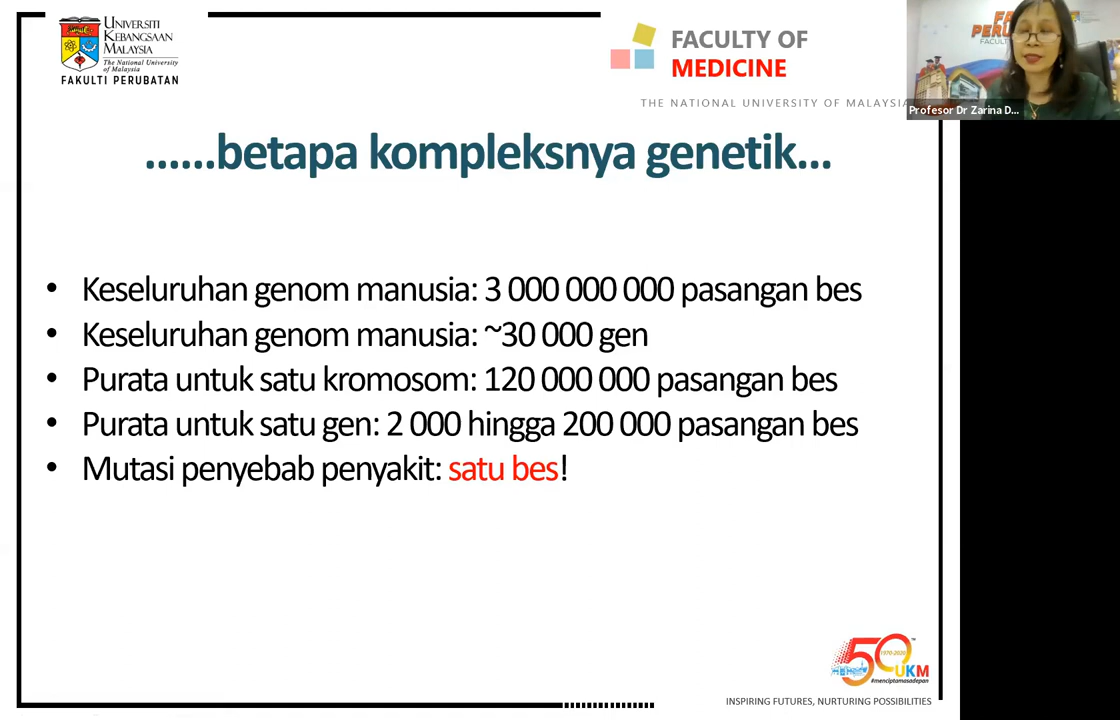 UNIVERSITI
KEBANGSAAN
MALAYSIA
The National University
of Malaysia
FAKULTI PERUBATAN
FACULTY OF
MEDICINE
THE NATIONAL UNIVERSITY OF MALAYSIA
Profesor Dr Zarina D...
......betapa kompleksnya genetik...
• Keseluruhan genom manusia: 3 000 000 000 pasangan bes
• Keseluruhan genom manusia: ~30 000 gen
• Purata untuk satu kromosom: 120 000 000 pasangan bes
• Purata untuk satu gen: 2 000 hingga 200 000 pasangan bes
• Mutasi penyebab penyakit: satu bes!
50
1970-2020
UKM
#menciptamasadepan
INSPIRING FUTURES, NURTURING POSSIBILITIES